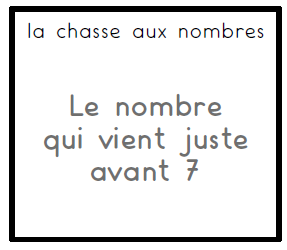 la chasse aux nombres
Le nombre
qui vient juste
avant 7